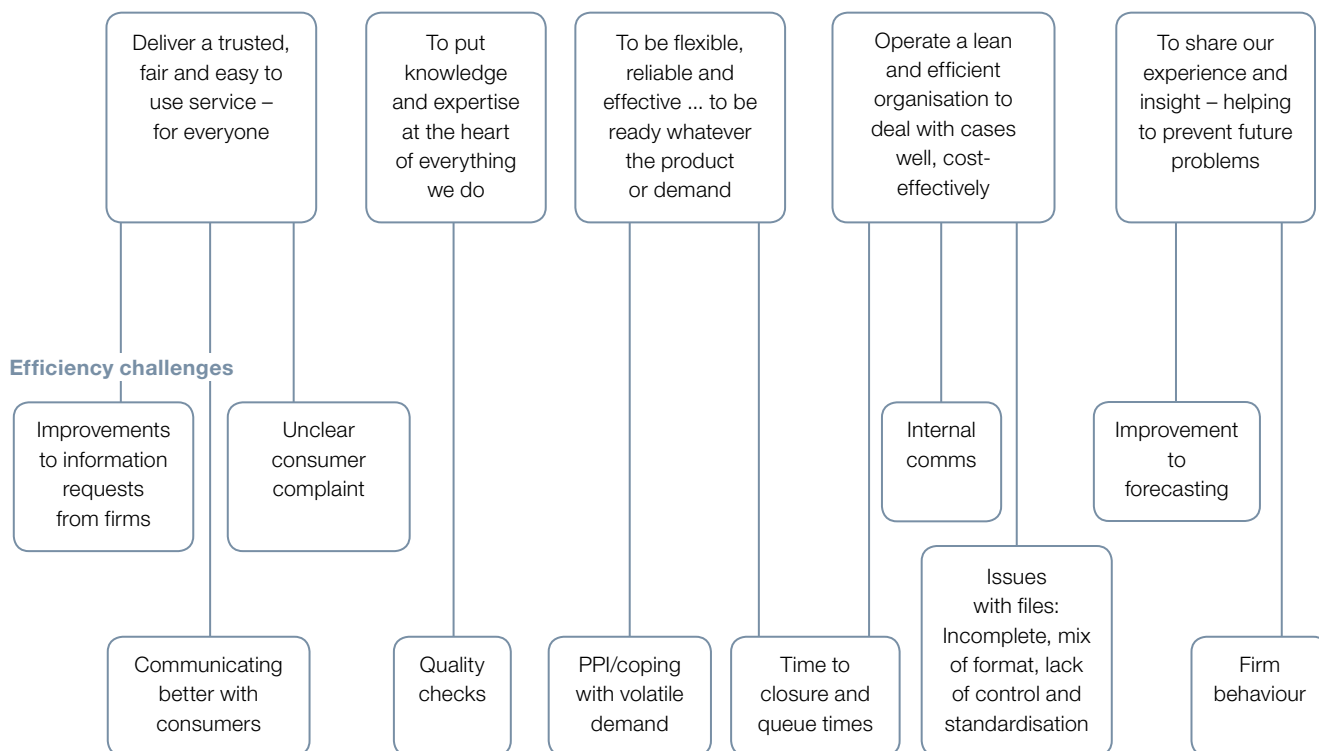 Deliver a trusted,
fair and easy to
use service –
for everyone
To put
knowledge
and expertise
at the heart
of everything
we do
To be flexible,
reliable and
effective ... to be
ready whatever
the product
or demand
Operate a lean
and efficient
organisation to
deal with cases
well, cost-
effectively
To share our
experience and
insight – helping
to prevent future
problems
Efficiency challenges
Improvements
to information
requests
from firms
Unclear
consumer
complaint
Internal
comms
Improvement
to
forecasting
Communicating
better with
consumers
Quality
checks
PPI/coping
with volatile
demand
Time to
closure and
queue times
Issues
with files:
Incomplete, mix
of format, lack
of control and
standardisation
Firm
behaviour